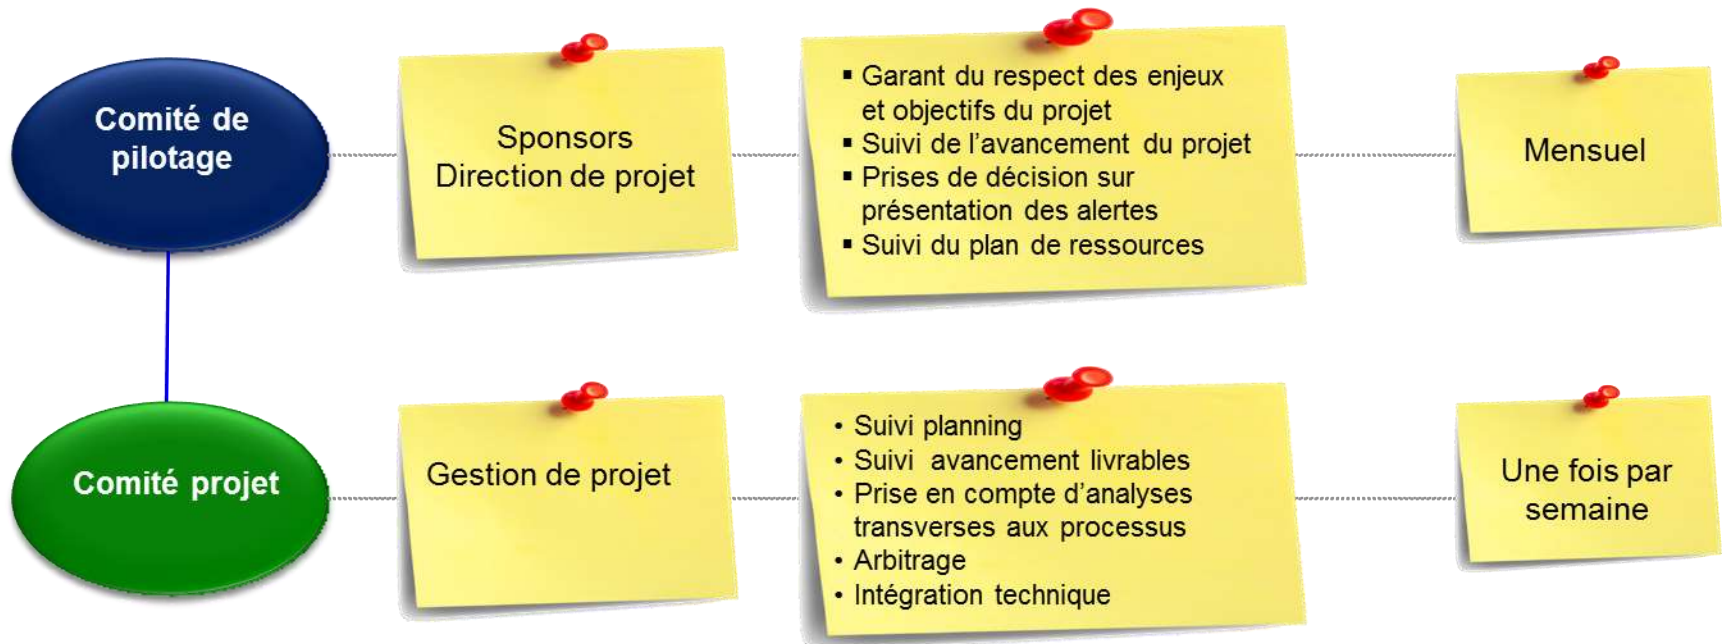 Comité de
pilotage
Sponsors
Direction de projet
▪ Garant du respect des enjeux
et objectifs du projet
▪ Suivi de l’avancement du projet
▪ Prises de décision sur
présentation des alertes
▪ Suivi du plan de ressources
Mensuel
Comité projet
Gestion de projet
• Suivi planning
• Suivi avancement livrables
• Prise en compte d’analyses
transverses aux processus
• Arbitrage
• Intégration technique
Une fois par
semaine